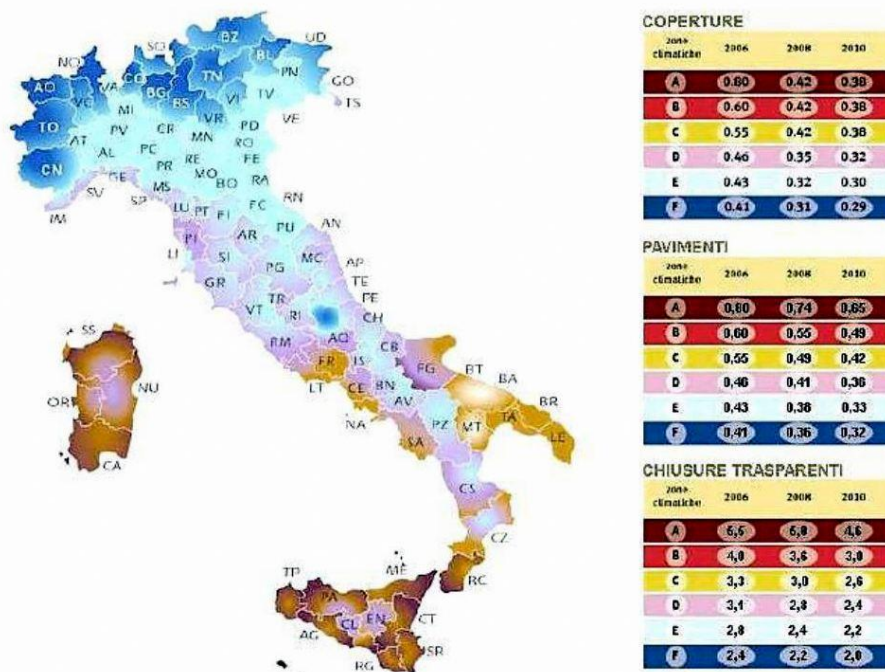 BZ
SO
UD
NO
BL
AO
CO
TN
PN
VA
GO
BG
BS
VI
TV
TS
VC
MI
VR
VE
TO
PV
CR
MN
PD
AT
RO
AL
PC
RE
FE
CN
PR
MO
BO
RA
GE
MS
SV
SP
RN
IM
LU
PT
FI
FC
AN
PI
AR
PU
LI
SI
MC
AP
PG
TE
GR
TR
PE
VT
RI
CH
AQ
RM
CB
SS
FR
IS
FG
BT
BA
LT
CE
BN
NU
BR
OR
NA
AV
TA
PZ
MT
SA
LE
CA
CS
CZ
ME
TP
RC
PA
CT
CL
EN
AG
SR
RG
COPERTURE
zone climatiche 2006 2008 2010
A 0.80 0.42 0.38
B 0.60 0.42 0.38
C 0.55 0.42 0.38
D 0.46 0.35 0.32
E 0.43 0.32 0.30
F 0.41 0.31 0.29
PAVIMENTI
zone climatiche 2006 2008 2010
A 0,80 0,74 0,65
B 0,60 0,55 0,49
C 0,55 0,49 0,42
D 0,46 0,41 0,36
E 0,43 0,38 0,33
F 0,41 0,36 0,32
CHIUSURE TRASPARENTI
zone climatiche 2006 2008 2010
A 5,5 5,0 4,6
B 4,0 3,6 3,0
C 3,3 3,0 2,6
D 3,1 2,8 2,4
E 2,8 2,4 2,2
F 2,4 2,2 2,0